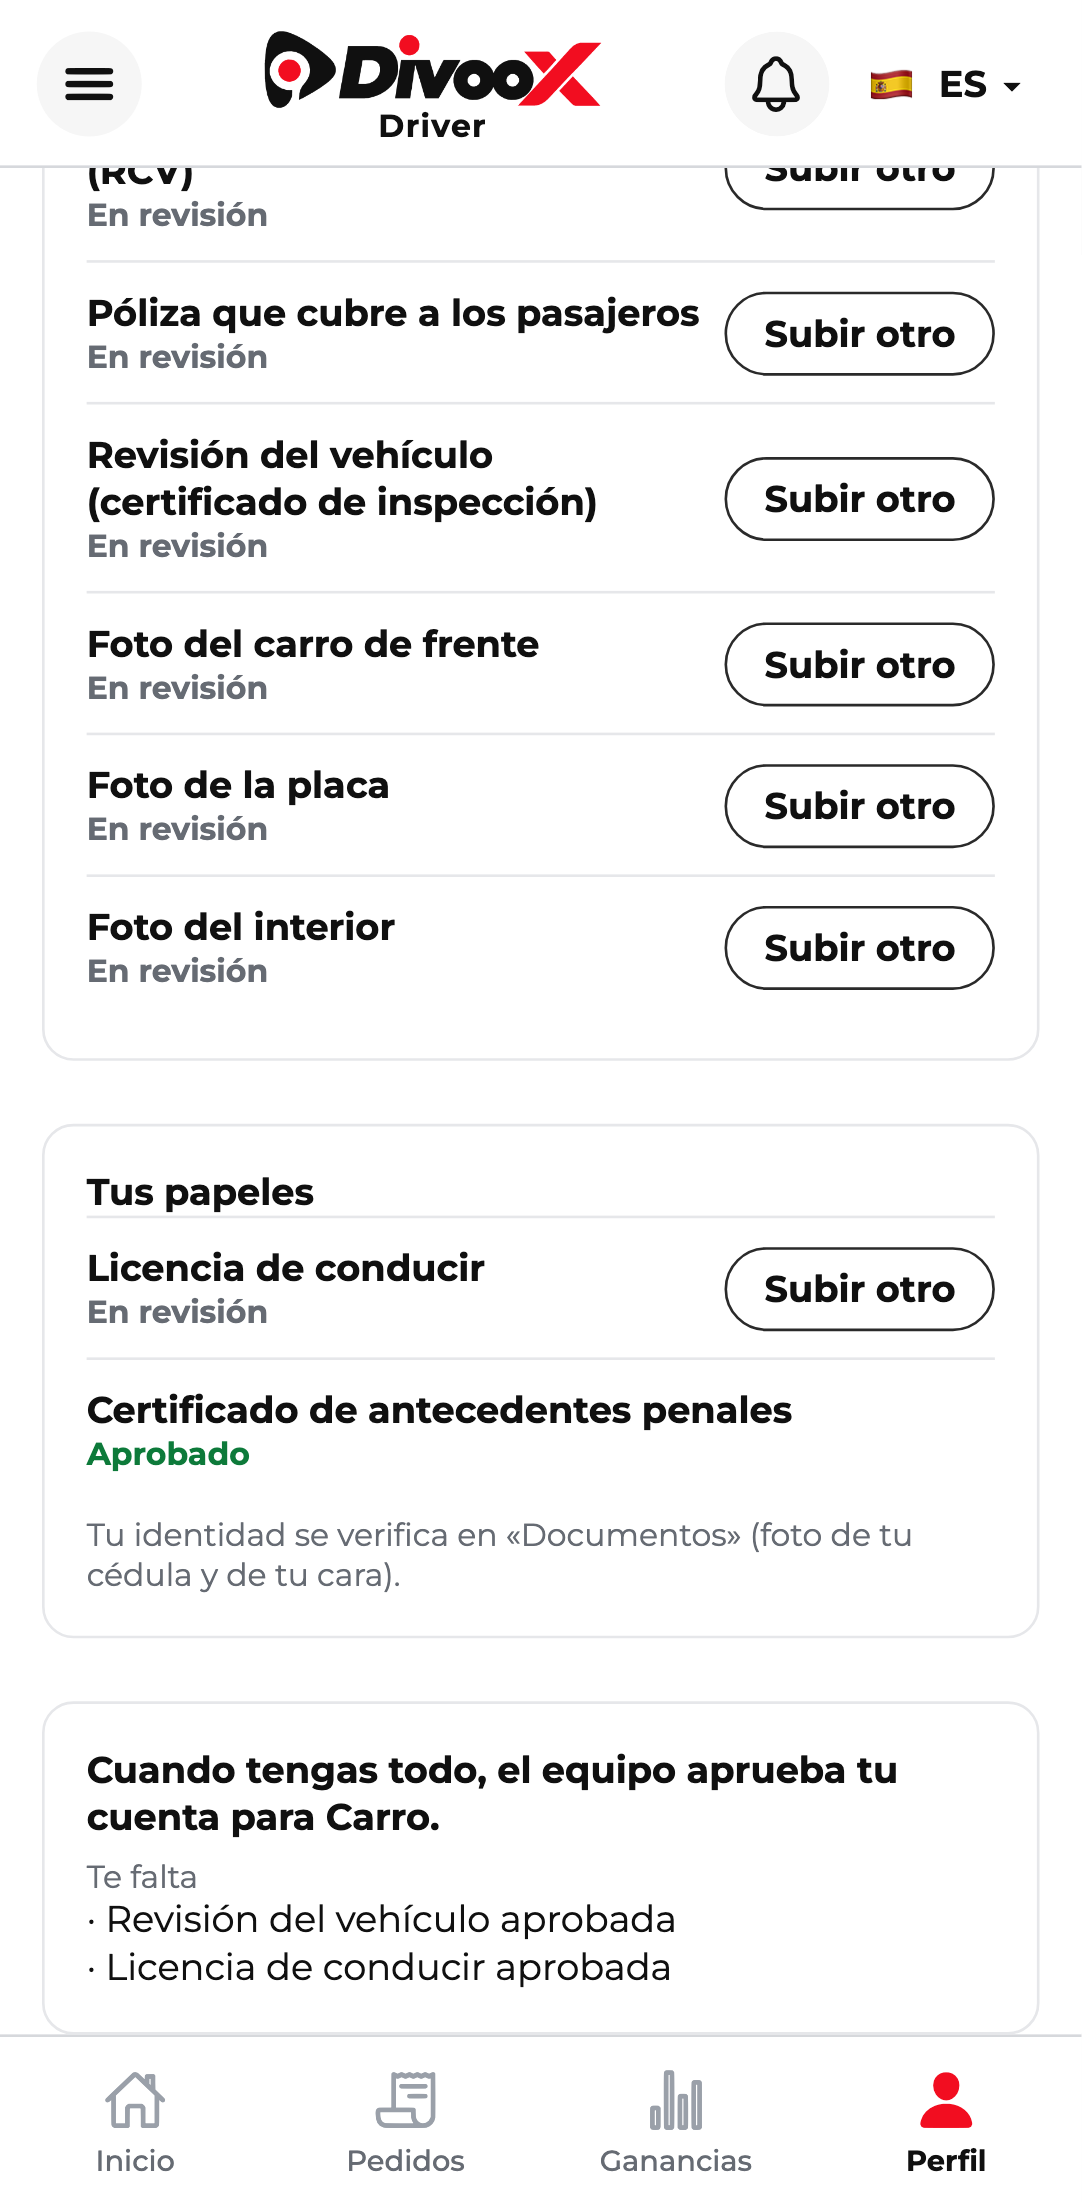 DivooX
Driver
ES
(RCV)
Subir otro
En revisión
Póliza que cubre a los pasajeros
En revisión
Subir otro
Revisión del vehículo
(certificado de inspección)
En revisión
Subir otro
Foto del carro de frente
En revisión
Subir otro
Foto de la placa
En revisión
Subir otro
Foto del interior
En revisión
Subir otro
Tus papeles
Licencia de conducir
En revisión
Subir otro
Certificado de antecedentes penales
Aprobado
Tu identidad se verifica en «Documentos» (foto de tu
cédula y de tu cara).
Cuando tengas todo, el equipo aprueba tu
cuenta para Carro.
Te falta
· Revisión del vehículo aprobada
· Licencia de conducir aprobada
Inicio
Pedidos
Ganancias
Perfil